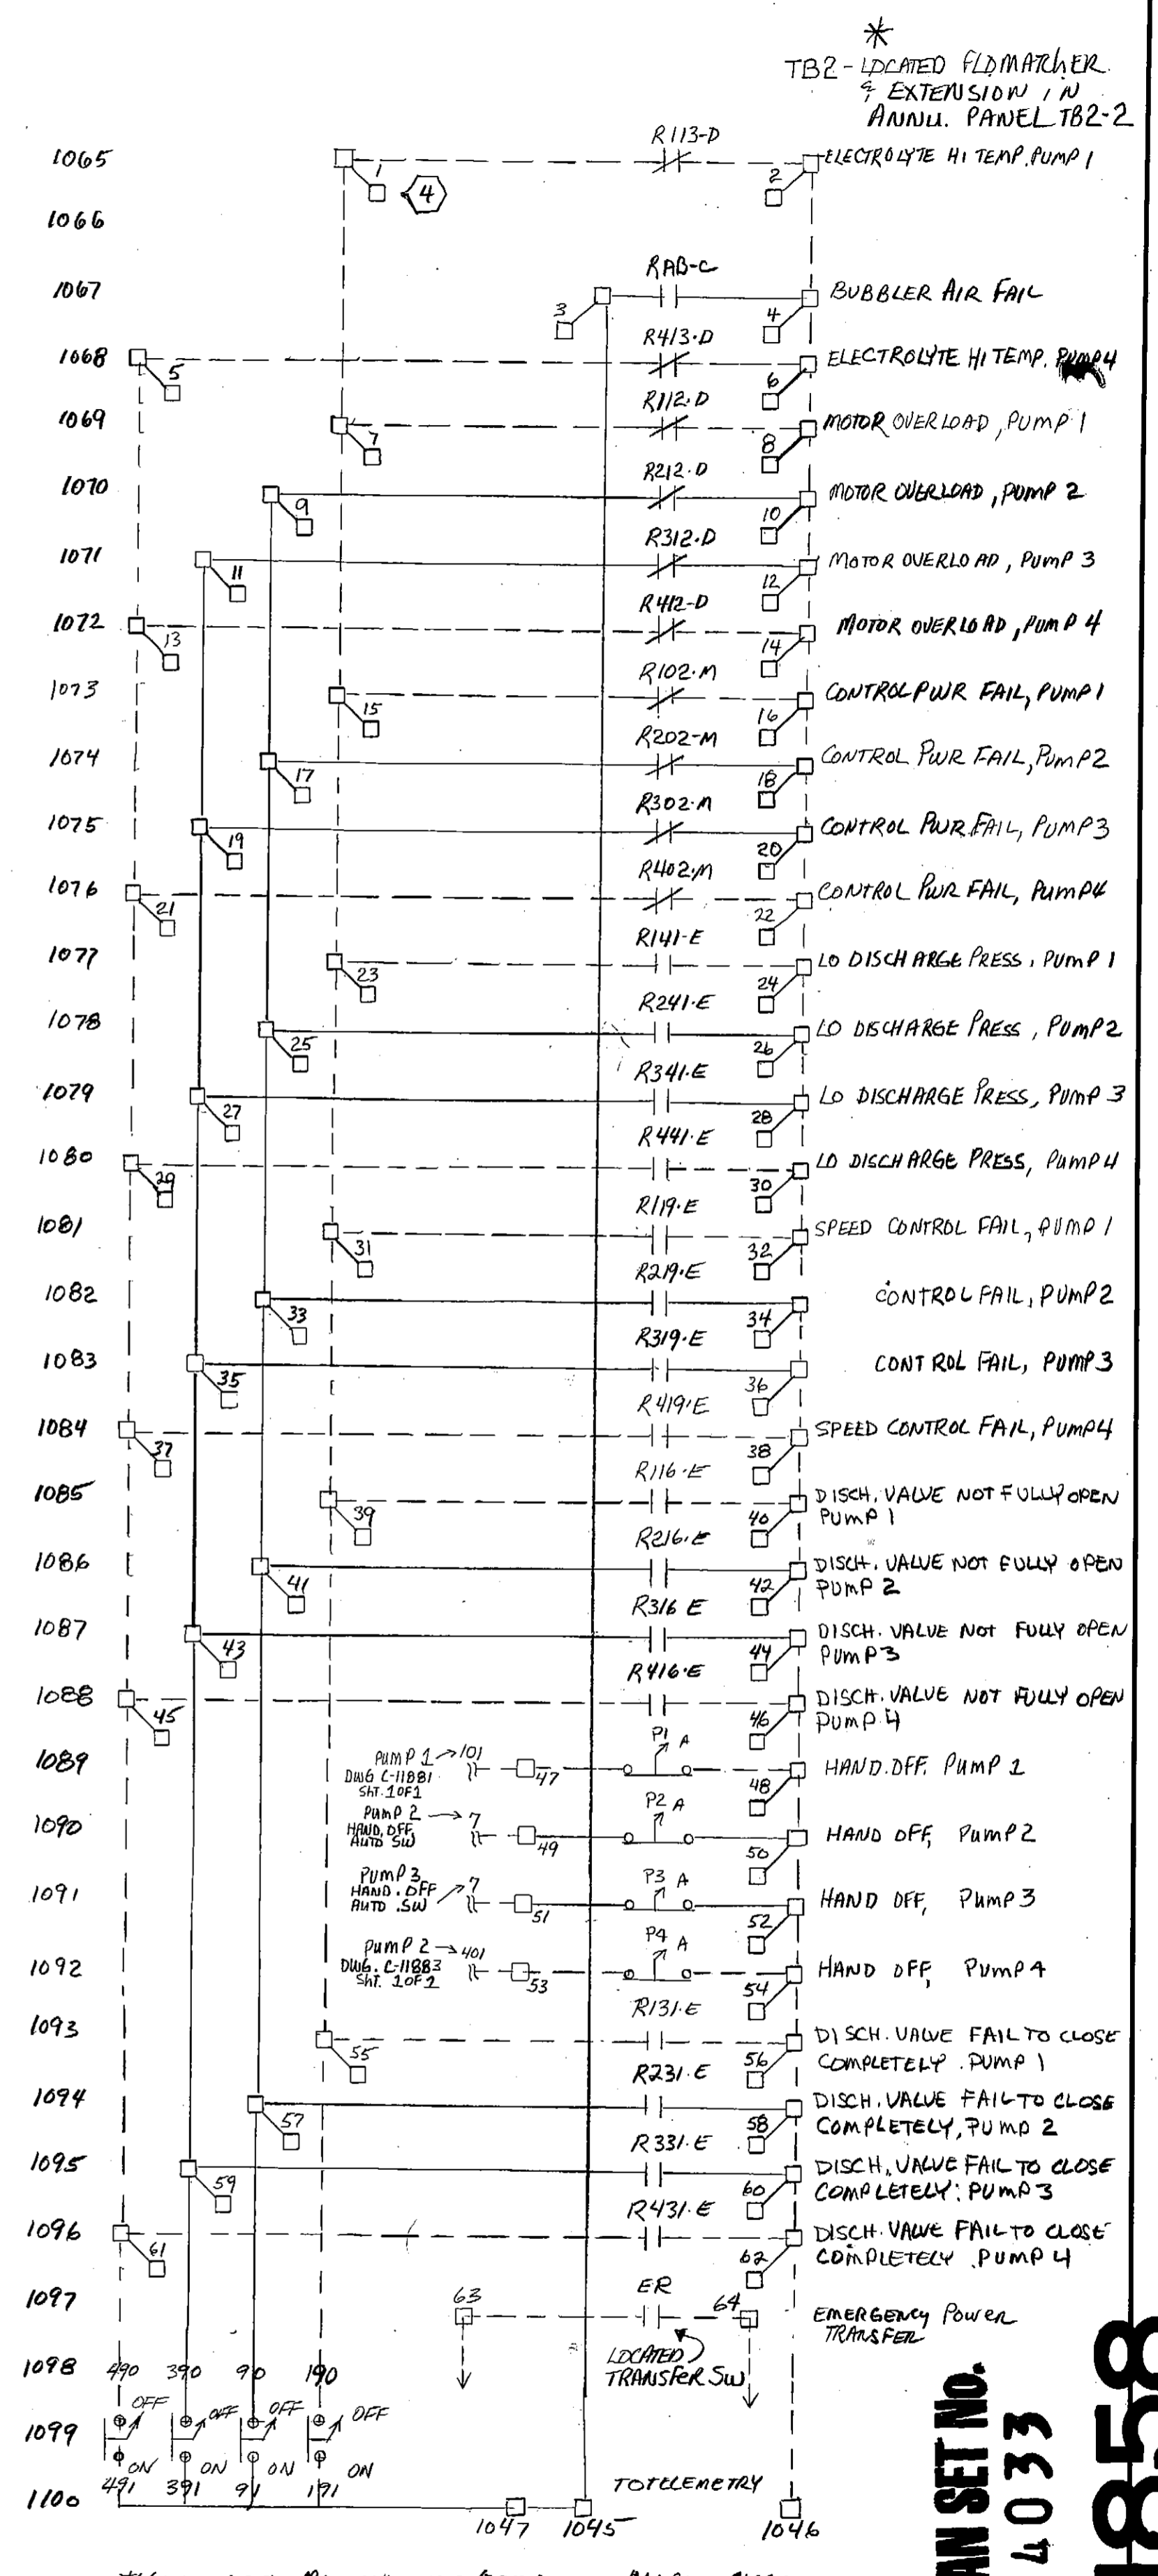 *
TB2 - LOCATED FLOMATCHER
& EXTENSION IN
ANNU. PANEL TB2-2
1065 1 4 R113-D 2 ELECTROLYTE HI TEMP. PUMP 1
1066
1067 3 RAB-C 4 BUBBLER AIR FAIL
1068 5 R413-D 6 ELECTROLYTE HI TEMP. PUMP 4
1069 7 R112-D 8 MOTOR OVERLOAD, PUMP 1
1070 9 R212-D 10 MOTOR OVERLOAD, PUMP 2
1071 11 R312-D 12 MOTOR OVERLOAD, PUMP 3
1072 13 R412-D 14 MOTOR OVERLOAD, PUMP 4
1073 15 R102-M 16 CONTROL PWR FAIL, PUMP 1
1074 17 R202-M 18 CONTROL PWR FAIL, PUMP 2
1075 19 R302-M 20 CONTROL PWR FAIL, PUMP 3
1076 21 R402-M 22 CONTROL PWR FAIL, PUMP 4
1077 23 R141-E 24 LO DISCHARGE PRESS, PUMP 1
1078 25 R241-E 26 LO DISCHARGE PRESS, PUMP 2
1079 27 R341-E 28 LO DISCHARGE PRESS, PUMP 3
1080 29 R441-E 30 LO DISCHARGE PRESS, PUMP 4
1081 31 R119-E 32 SPEED CONTROL FAIL, PUMP 1
1082 33 R219-E 34 CONTROL FAIL, PUMP 2
1083 35 R319-E 36 CONTROL FAIL, PUMP 3
1084 37 R419-E 38 SPEED CONTROL FAIL, PUMP 4
1085 39 R116-E 40 DISCH. VALVE NOT FULLY OPEN
PUMP 1
1086 41 R216-E 42 DISCH. VALVE NOT FULLY OPEN
PUMP 2
1087 43 R316 E 44 DISCH. VALVE NOT FULLY OPEN
PUMP 3
1088 45 R416-E 46 DISCH. VALVE NOT FULLY OPEN
PUMP 4
1089 PUMP 1 101 47 P1 A 48 HAND.OFF. PUMP 1
DWG C-11881
SHT. 1 OF 1
1090 PUMP 2 7 49 P2 A 50 HAND OFF, PUMP 2
HAND, OFF,
AUTO SW
1091 PUMP 3 7 51 P3 A 52 HAND OFF, PUMP 3
HAND . OFF
AUTO . SW
1092 PUMP 2 401 53 P4 A 54 HAND OFF, PUMP 4
DWG. C-11883
SHT. 1 OF 1
1093 55 R131-E 56 DISCH. VALVE FAIL TO CLOSE
COMPLETELY . PUMP 1
1094 57 R231-E 58 DISCH. VALVE FAIL TO CLOSE
COMPLETELY, PUMP 2
1095 59 R331-E 60 DISCH. VALVE FAIL TO CLOSE
COMPLETELY: PUMP 3
1096 61 R431-E 62 DISCH. VALVE FAIL TO CLOSE
COMPLETELY . PUMP 4
1097 63 ER 64 EMERGENCY POWER
TRANSFER
LOCATED
TRANSFER SW
1098 490 390 90 190
1099 OFF OFF OFF OFF
ON ON ON ON
491 391 91 191
1100 TO TELEMETRY
1047 1045 1046
AN SET No.
4033
1858